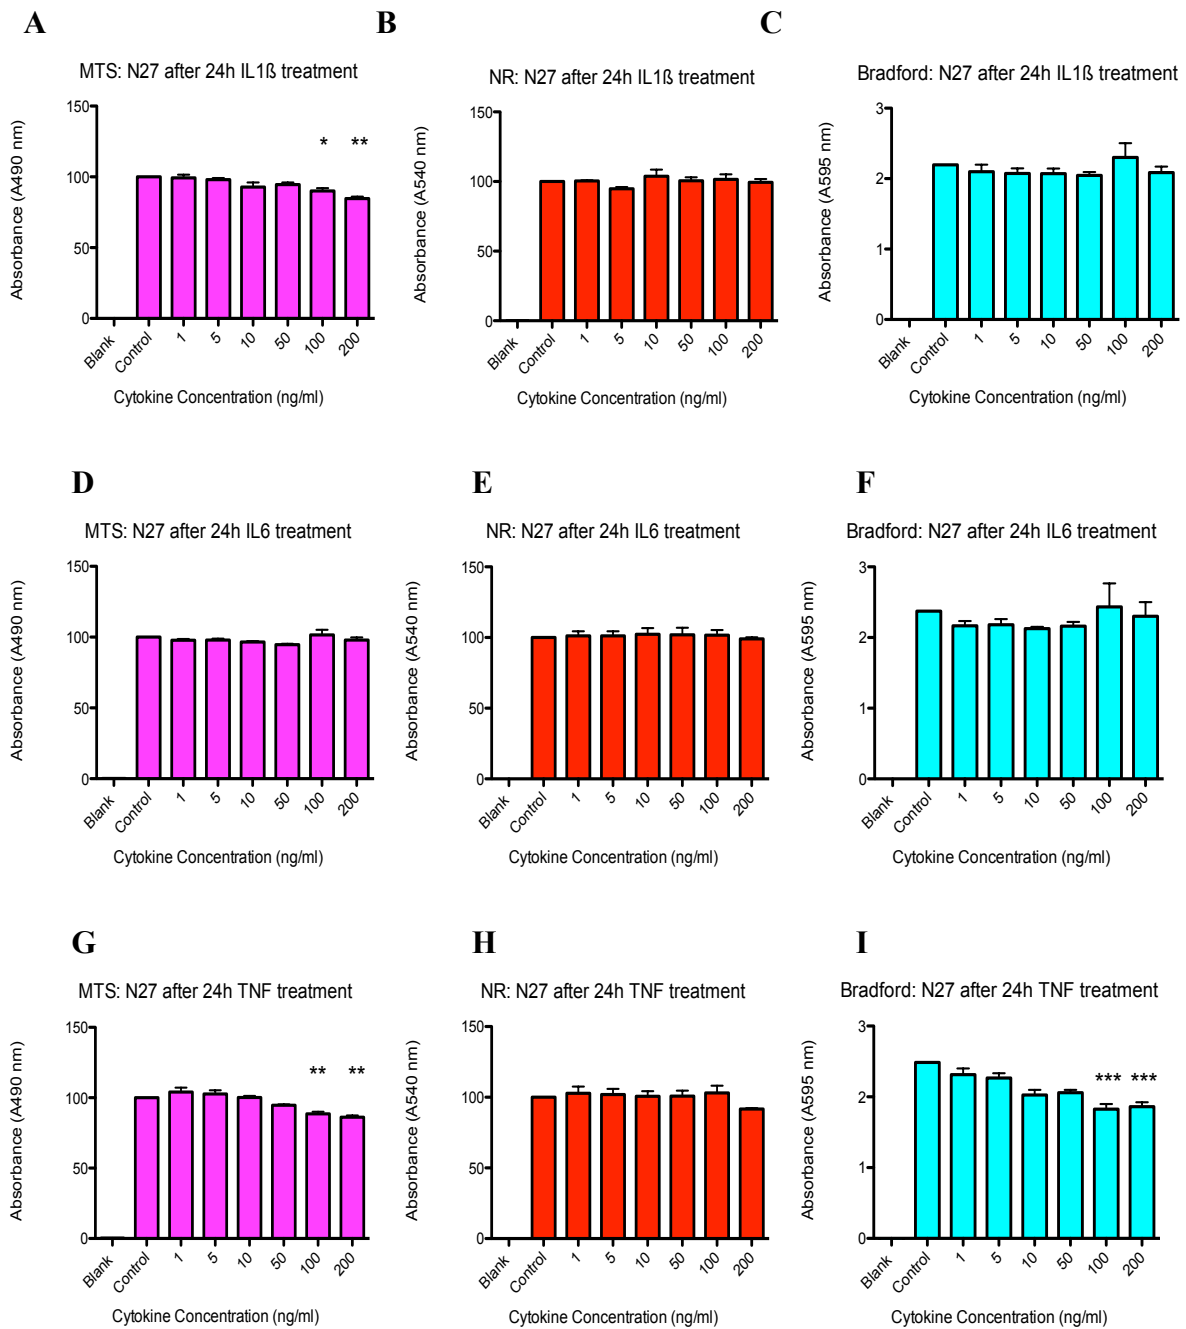 A
B
C
MTS: N27 after 24h IL1ß treatment
NR: N27 after 24h IL1ß treatment
Bradford: N27 after 24h IL1ß treatment
Absorbance (A490 nm)
150
100
50
0
* **
Blank Control 1 5 10 50 100 200
Cytokine Concentration (ng/ml)
Absorbance (A540 nm)
150
100
50
0
Blank Control 1 5 10 50 100 200
Cytokine Concentration (ng/ml)
Absorbance (A595 nm
3
2
1
0
Blank Control 1 5 10 50 100 200
Cytokine Concentration (ng/ml)
D
E
F
MTS: N27 after 24h IL6 treatment
NR: N27 after 24h IL6 treatment
Bradford: N27 after 24h IL6 treatment
Absorbance (A490 nm)
150
100
50
0
Blank Control 1 5 10 50 100 200
Cytokine Concentration (ng/ml)
Absorbance (A540 nm)
150
100
50
0
Blank Control 1 5 10 50 100 200
Cytokine Concentration (ng/ml)
Absorbance (A595 nm)
3
2
1
0
Blank Control 1 5 10 50 100 200
Cytokine Concentration (ng/ml)
G
H
I
MTS: N27 after 24h TNF treatment
NR: N27 after 24h TNF treatment
Bradford: N27 after 24h TNF treatment
Absorbance (A490 nm)
150
100
50
0
** **
Blank Control 1 5 10 50 100 200
Cytokine Concentration (ng/ml)
Absorbance (A540 nm)
150
100
50
0
Blank Control 1 5 10 50 100 200
Cytokine Concentration (ng/ml)
Absorbance (A595 nm)
3
2
1
0
*** ***
Blank Control 1 5 10 50 100 200
Cytokine Concentration (ng/ml)